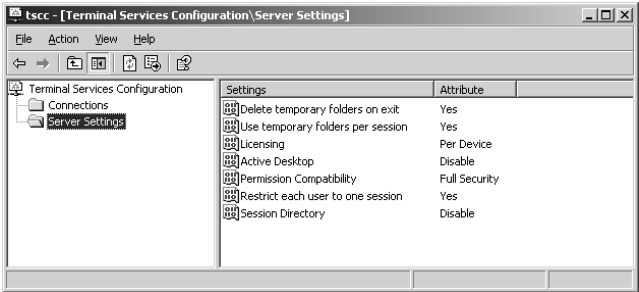 tscc - [Terminal Services Configuration\Server Settings]
File Action View Help
Terminal Services Configuration
Connections
Server Settings
Settings Attribute
Delete temporary folders on exit Yes
Use temporary folders per session Yes
Licensing Per Device
Active Desktop Disable
Permission Compatibility Full Security
Restrict each user to one session Yes
Session Directory Disable